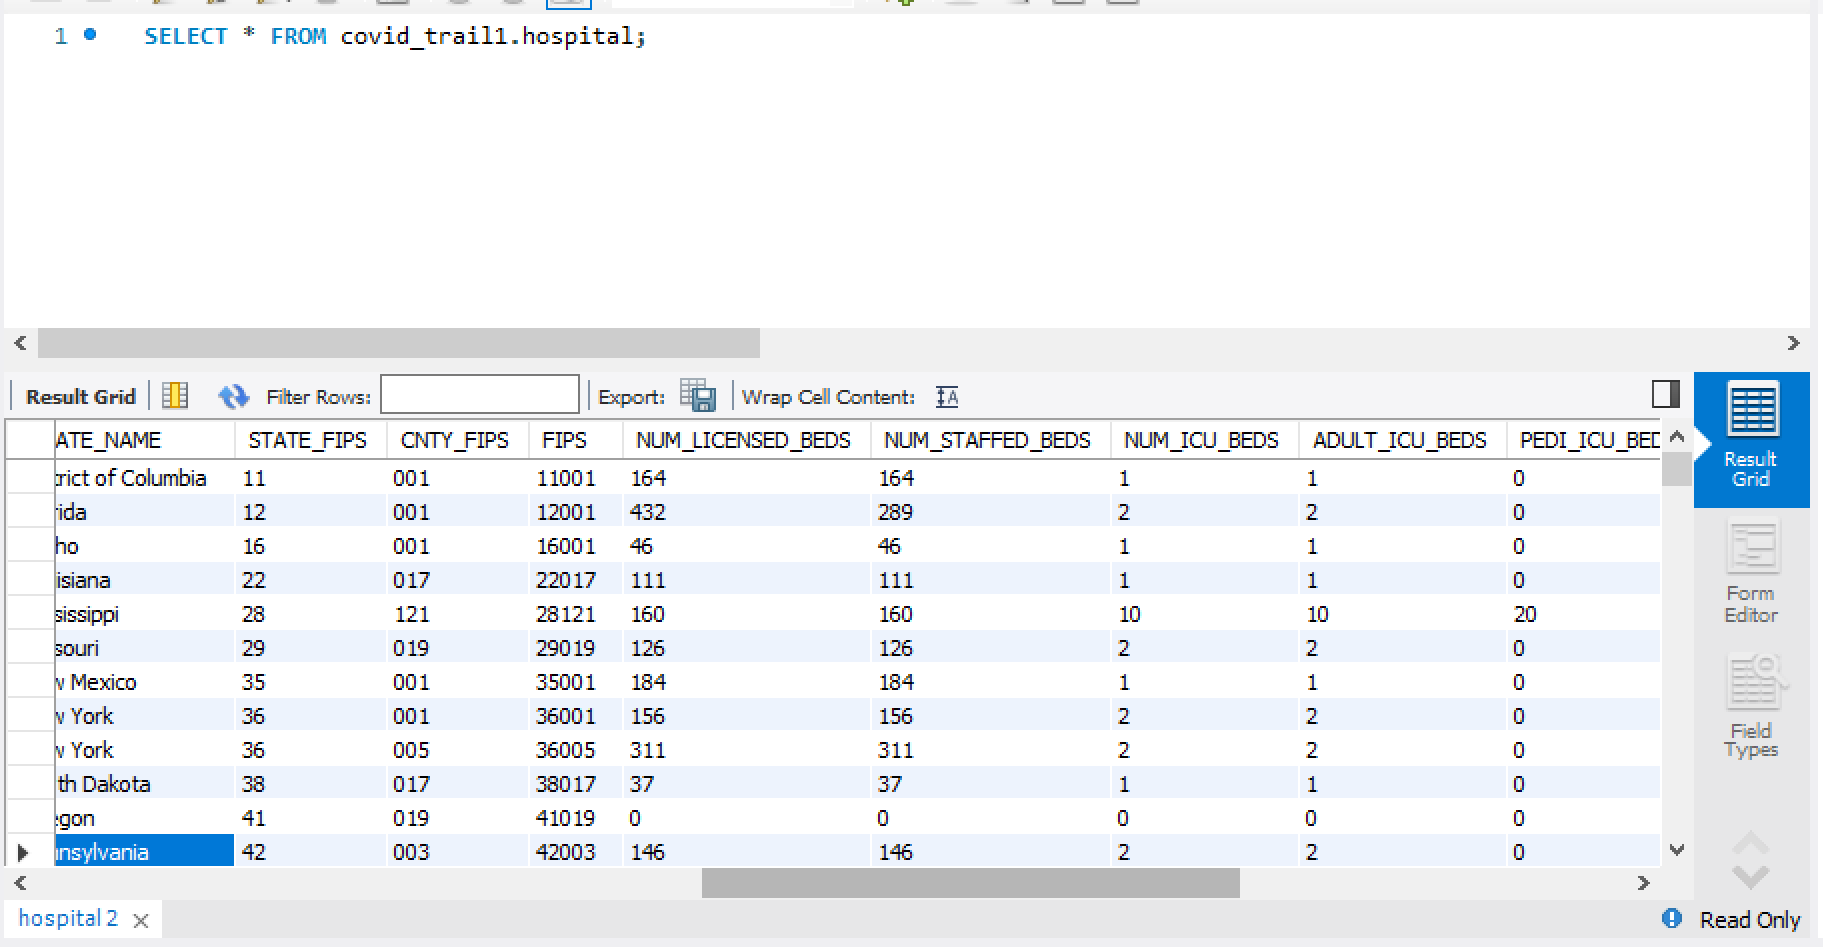 1 SELECT * FROM covid_trail1.hospital;
Result Grid Filter Rows: Export: Wrap Cell Content:
ATE_NAME STATE_FIPS CNTY_FIPS FIPS NUM_LICENSED_BEDS NUM_STAFFED_BEDS NUM_ICU_BEDS ADULT_ICU_BEDS PEDI_ICU_BED
trict of Columbia 11 001 11001 164 164 1 1 0
rida 12 001 12001 432 289 2 2 0
ho 16 001 16001 46 46 1 1 0
isiana 22 017 22017 111 111 1 1 0
sissippi 28 121 28121 160 160 10 10 20
souri 29 019 29019 126 126 2 2 0
w Mexico 35 001 35001 184 184 1 1 0
w York 36 001 36001 156 156 2 2 0
w York 36 005 36005 311 311 2 2 0
th Dakota 38 017 38017 37 37 1 1 0
egon 41 019 41019 0 0 0 0 0
nnsylvania 42 003 42003 146 146 2 2 0
Result
Grid
Form
Editor
Field
Types
hospital 2
Read Only